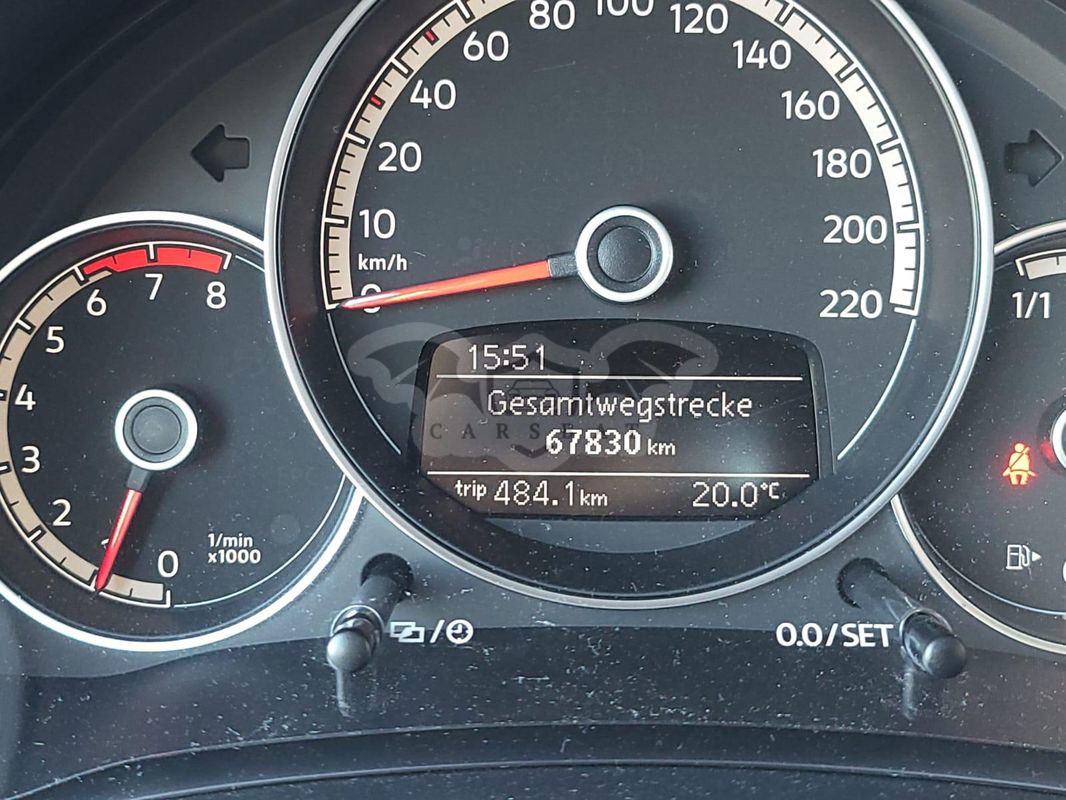 80 100 120
60 140
40 160
20 180
10 200
km/h
0 220
6 7 8
5
4
3
2
1
0
1/min
x1000
1/1
15:51
Gesamtwegstrecke
CARSEAT
67830 km
trip 484.1 km 20.0°C
0.0/SET